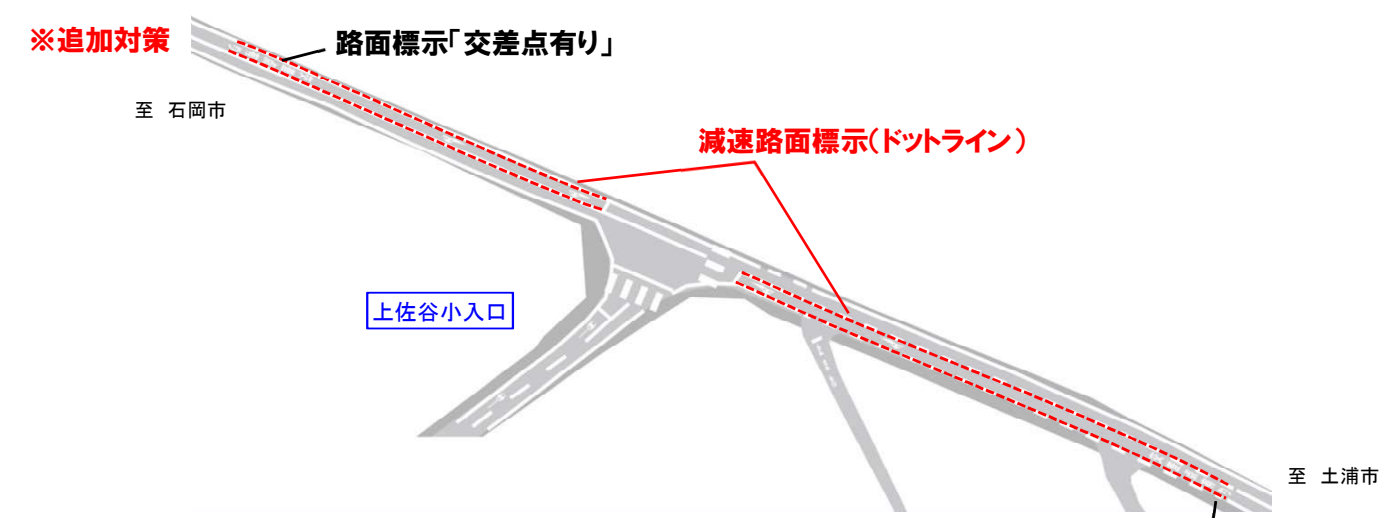 ※追加対策
路面標示「交差点有り」
至 石岡市
減速路面標示(ドットライン)
上佐谷小入口
至 土浦市